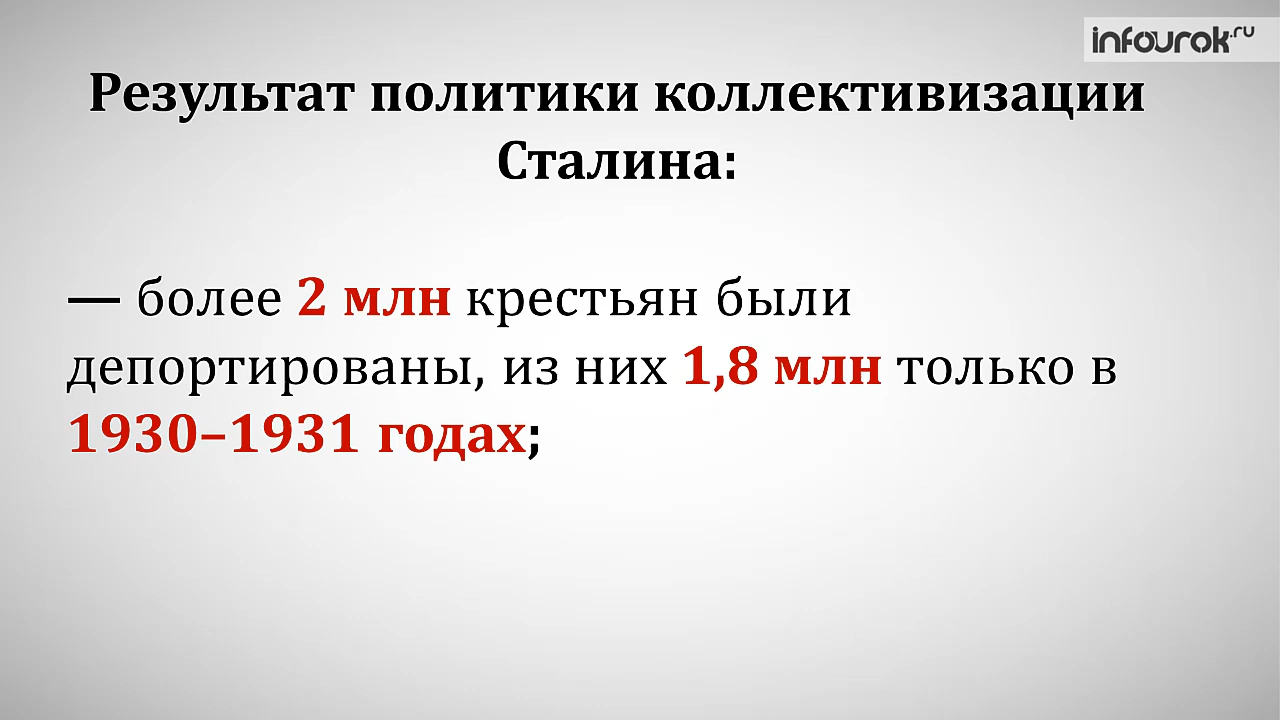 infourok.ru
Результат политики коллективизации
Сталина:
— более 2 млн крестьян были
депортированы, из них 1,8 млн только в
1930–1931 годах;